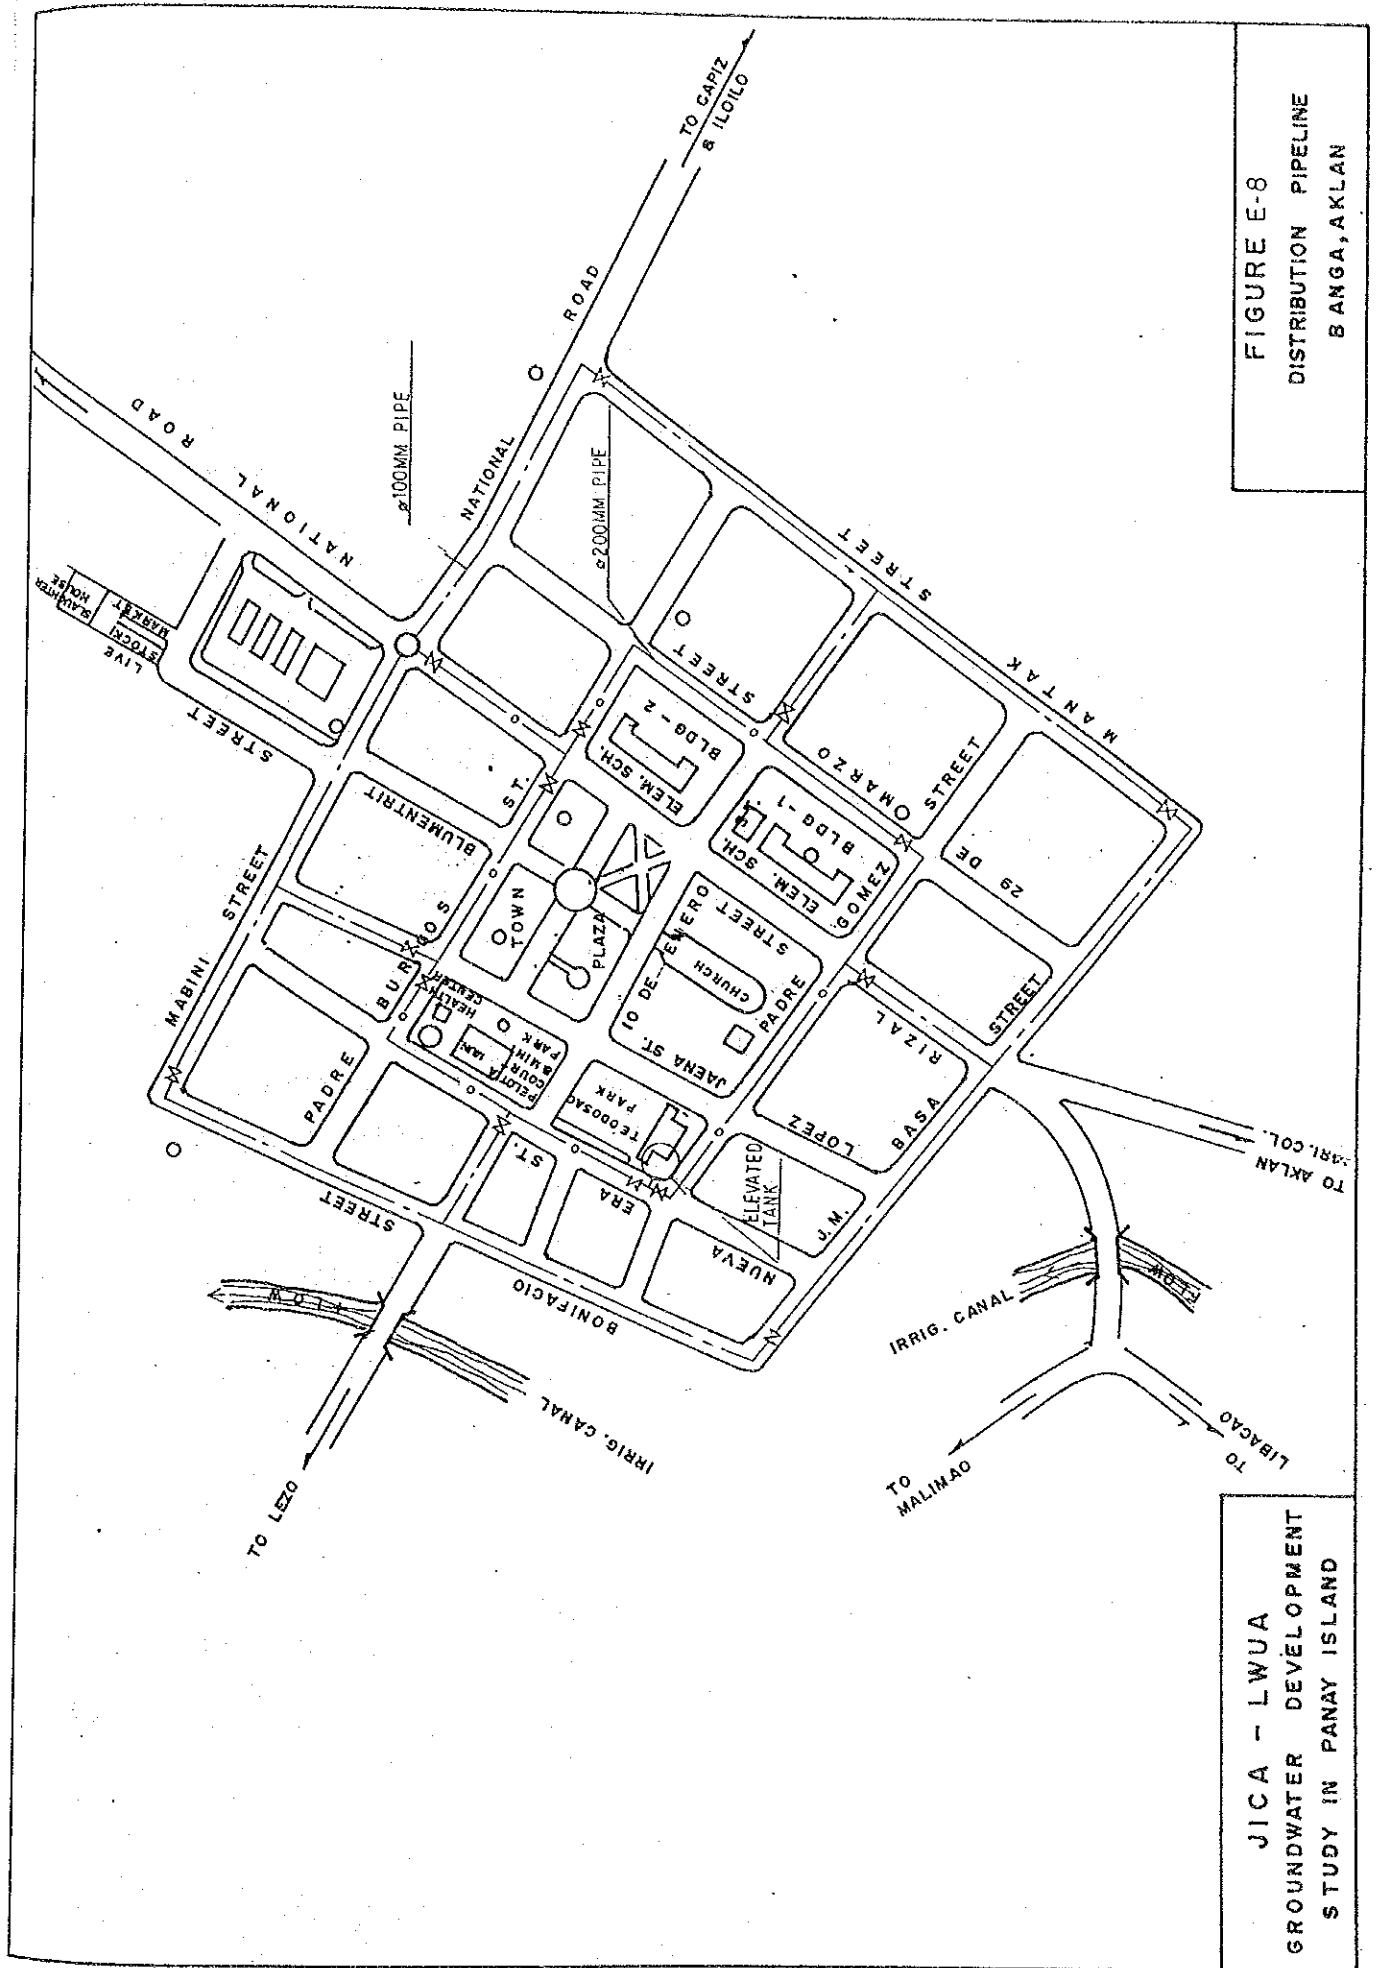 FIGURE E-8
DISTRIBUTION PIPELINE
BANGA, AKLAN
JICA - LWUA
GROUNDWATER DEVELOPMENT
STUDY IN PANAY ISLAND
TO CAPIZ
& ILOILO
NATIONAL ROAD
NATIONAL ROAD
ø100MM PIPE
ø200MM PIPE
SLAUGHTER
HOUSE
LIVE
STOCK
MARKET
STREET
MABINI STREET
BLUMENTRIT
BURGOS ST.
PADRE
TOWN
PLAZA
HEALTH
CENTER
MUN.
PELOTA
COURT
& MINI
PARK
TEODOSAC
PARK
ELEM. SCH.
BLDG-2
ELEM. SCH.
BLDG-1
STREET
MARZO
29 DE
MANTAK STREET
GOMEZ
STREET
PADRE
STREET
CHURCH
10 DE ENERO
JAENA ST.
LOPEZ
RIZAL
STREET
BASA
J.M.
ELEVATED
TANK
NUEVA
ERA
ST.
BONIFACIO
STREET
FLOW
IRRIG. CANAL
TO LEZO
IRRIG. CANAL
FLOW
TO AKLAN
COL.
TO
MALIMAO
TO
LIBACAO